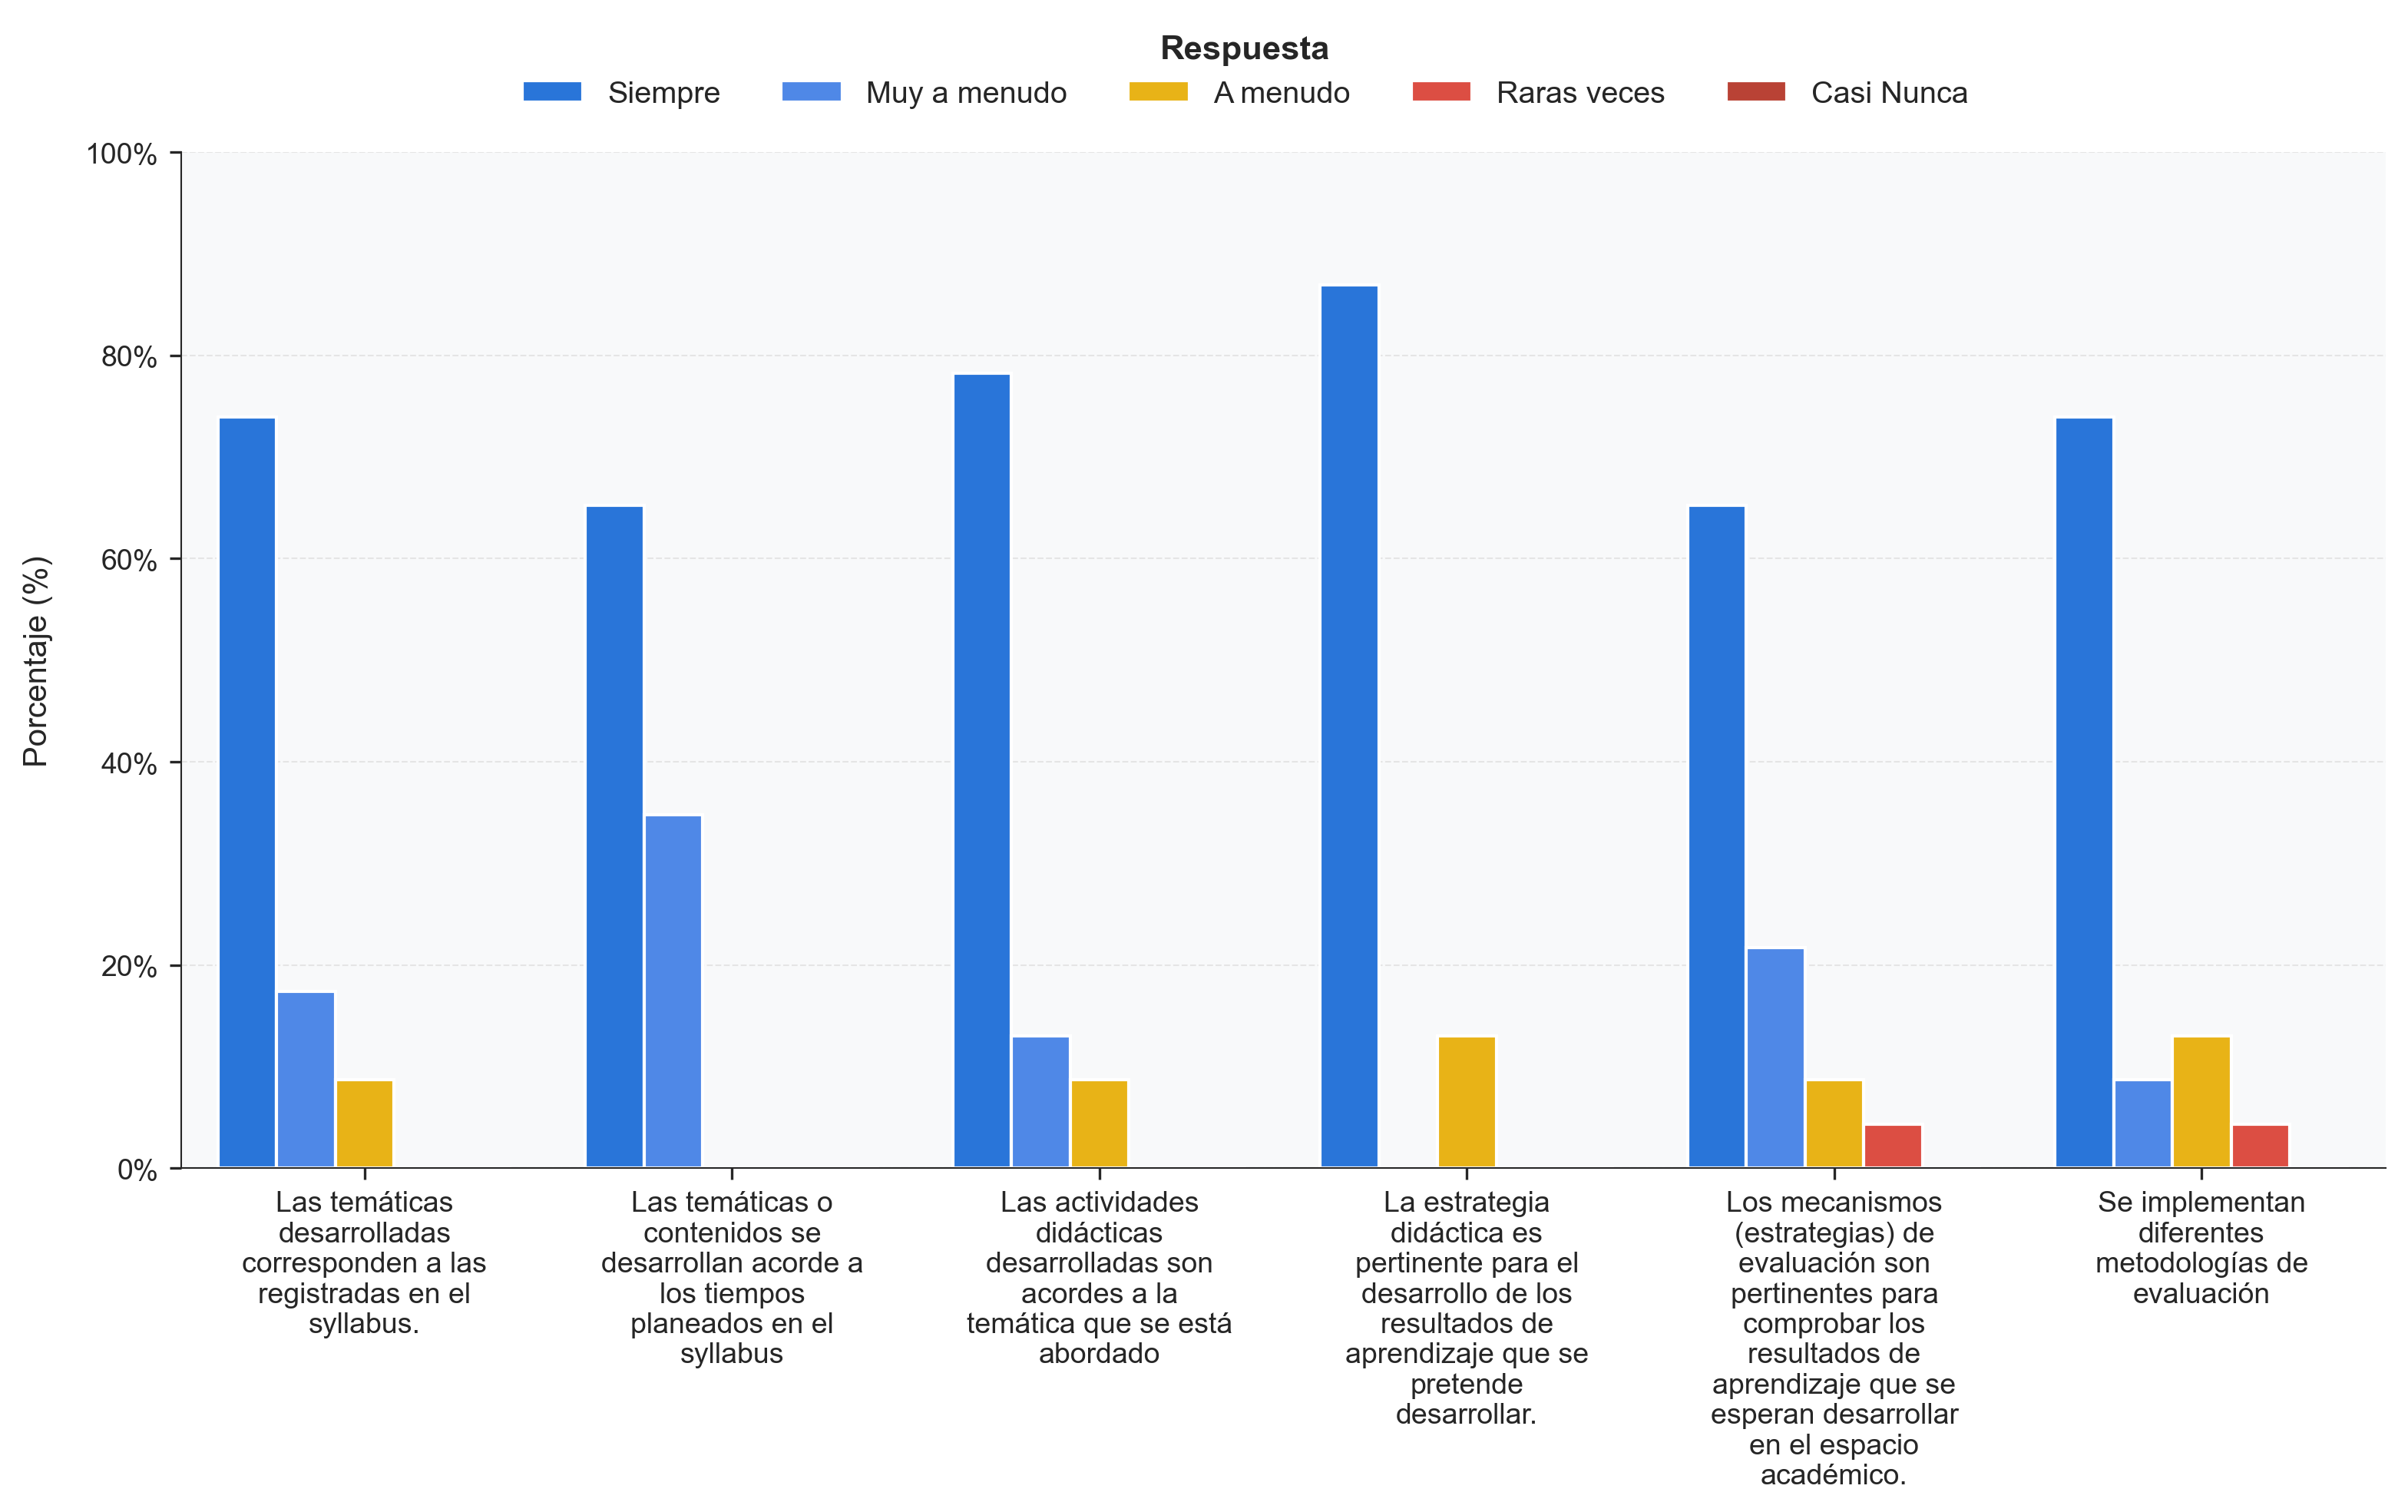 Respuesta
Siempre
Muy a menudo
A menudo
Raras veces
Casi Nunca
Porcentaje (%)
100%
80%
60%
40%
20%
0%
Las temáticas
desarrolladas
corresponden a las
registradas en el
syllabus.
Las temáticas o
contenidos se
desarrollan acorde a
los tiempos
planeados en el
syllabus
Las actividades
didácticas
desarrolladas son
acordes a la
temática que se está
abordado
La estrategia
didáctica es
pertinente para el
desarrollo de los
resultados de
aprendizaje que se
pretende
desarrollar.
Los mecanismos
(estrategias) de
evaluación son
pertinentes para
comprobar los
resultados de
aprendizaje que se
esperan desarrollar
en el espacio
académico.
Se implementan
diferentes
metodologías de
evaluación